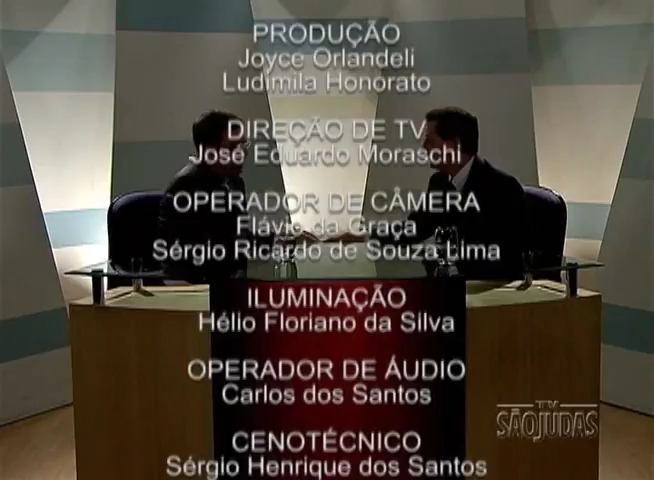 PRODUÇÃO
Joyce Orlandeli
Ludimila Honorato
DIREÇÃO DE TV
José Eduardo Moraschi
OPERADOR DE CÂMERA
Flávio da Graça
Sérgio Ricardo de Souza Lima
ILUMINAÇÃO
Hélio Floriano da Silva
OPERADOR DE ÁUDIO
Carlos dos Santos
CENOTÉCNICO
Sérgio Henrique dos Santos
TV
SÃOJUDAS